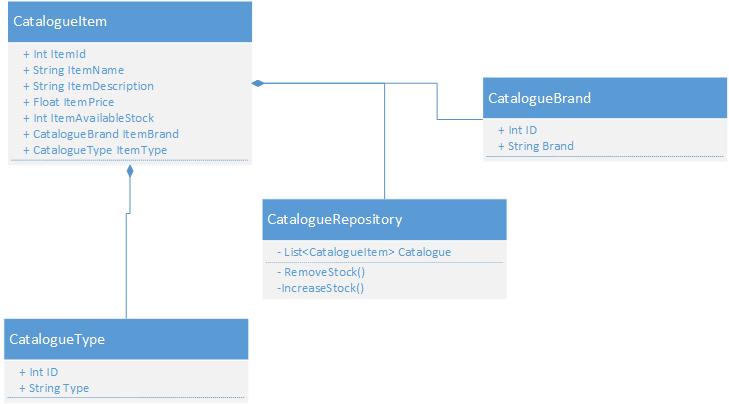 CatalogueItem
+ Int ItemId
+ String ItemName
+ String ItemDescription
+ Float ItemPrice
+ Int ItemAvailableStock
+ CatalogueBrand ItemBrand
+ CatalogueType ItemType
CatalogueBrand
+ Int ID
+ String Brand
CatalogueRepository
- List<CatalogueItem> Catalogue
- RemoveStock()
-IncreaseStock()
CatalogueType
+ Int ID
+ String Type